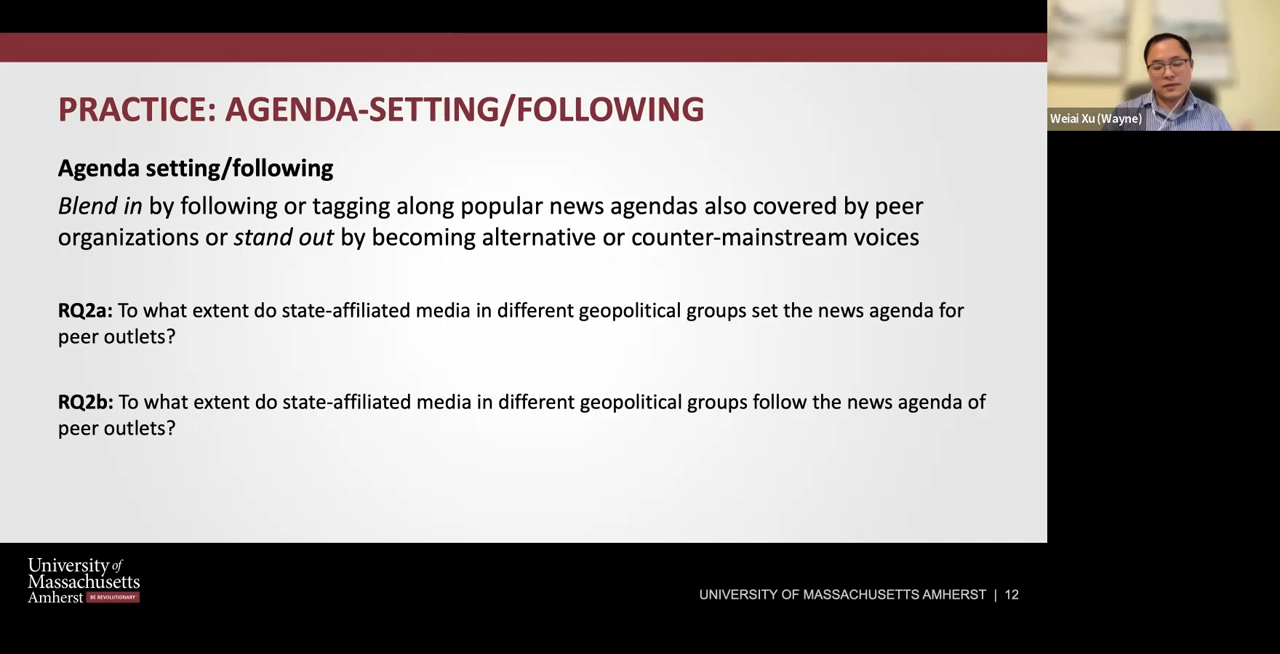 PRACTICE: AGENDA-SETTING/FOLLOWING
Agenda setting/following
Blend in by following or tagging along popular news agendas also covered by peer
organizations or stand out by becoming alternative or counter-mainstream voices
RQ2a: To what extent do state-affiliated media in different geopolitical groups set the news agenda for
peer outlets?
RQ2b: To what extent do state-affiliated media in different geopolitical groups follow the news agenda of
peer outlets?
Weiai Xu (Wayne)
University of
Massachusetts
Amherst BE REVOLUTIONARY
UNIVERSITY OF MASSACHUSETTS AMHERST | 12